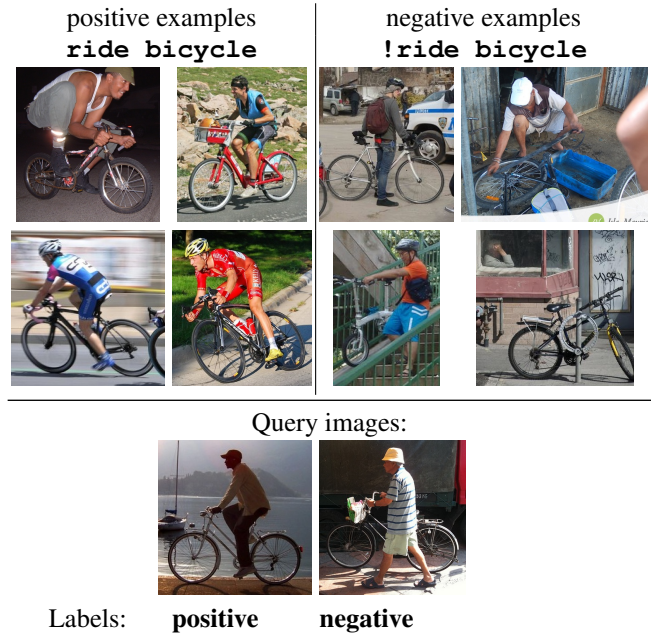 positive examples
ride bicycle
negative examples
!ride bicycle
Query images:
Labels: positive negative